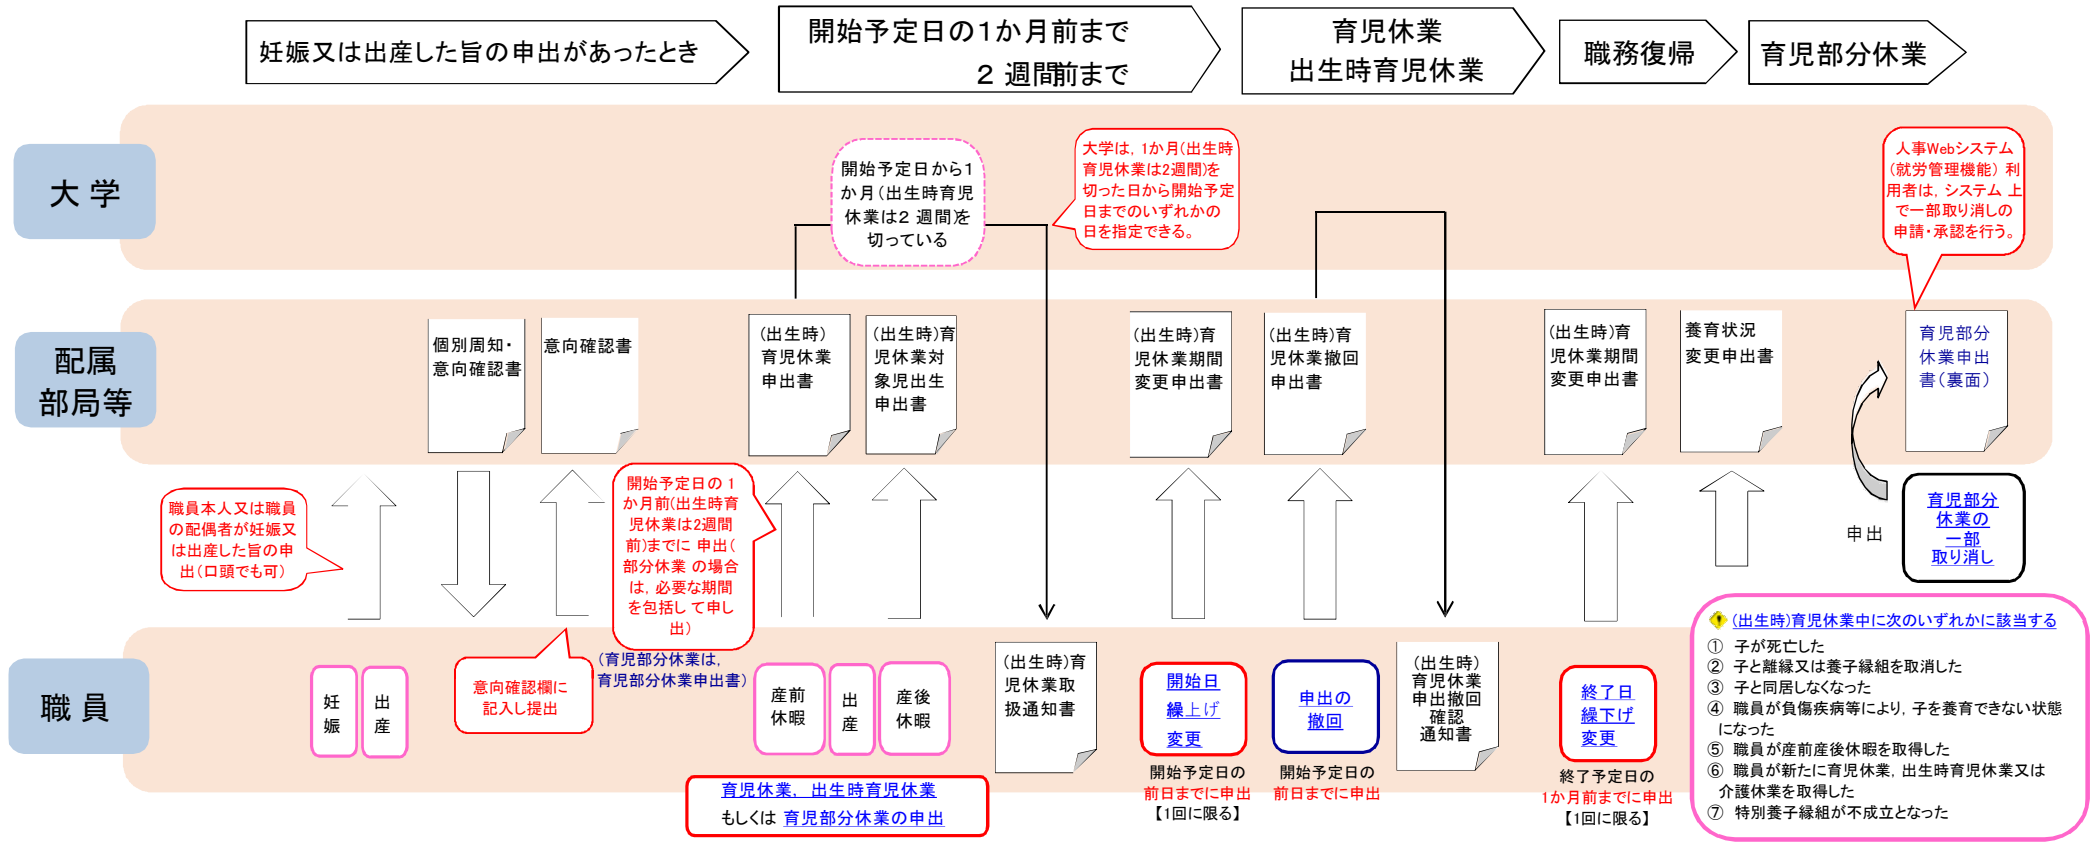 妊娠又は出産した旨の申出があったとき
開始予定日の1か月前まで
２ 週間前まで
育児休業
出生時育児休業
職務復帰
育児部分休業
大 学
開始予定日から1
か月（出生時育児
休業は２ 週間)を
切っている
大学は，1か月(出生時
育児休業は2週間)を
切った日から開始予定
日までのいずれかの
日を指定できる。
人事Webシステム
(就労管理機能） 利
用者は，システム 上
で一部取り消しの
申請・承認を行う。
配属
部局等
個別周知・
意向確認書
意向確認書
（出生時）
育児休業
申出書
(出生時)育
児休業対
象児出生
申出書
(出生時)育
児休業期間
変更申出書
(出生時)育
児休業撤回
申出書
(出生時)育
児休業期間
変更申出書
養育状況
変更申出書
育児部分
休業申出
書（裏面）
職員本人又は職員
の配偶者が妊娠又
は出産した旨の申
出（口頭でも可）
開始予定日の 1
か月前(出生時育
児休業は2週間
前)までに 申出(
部分休業 の場合
は，必要な期間
を包括し て申し
出）
申出
育児部分
休業の
一部
取り消し
職 員
妊
娠
出
産
意向確認欄に
記入し提出
(育児部分休業は，
育児部分休業申出書）
産前
休暇
出
産
産後
休暇
育児休業， 出生時育児休業
もしくは 育児部分休業の申出
(出生時)育
児休業取
扱通知書
開始日
繰上げ
変更
開始予定日の
前日までに申出
【1回に限る】
申出の
撤回
開始予定日の
前日までに申出
(出生時)
育児休業
申出撤回
確認
通知書
終了日
繰下げ
変更
終了予定日の
1か月前までに申出
【1回に限る】
(出生時)育児休業中に次のいずれかに該当する
① 子が死亡した
② 子と離縁又は養子縁組を取消した
③ 子と同居しなくなった
④ 職員が負傷疾病等により，子を養育できない状態
になった
⑤ 職員が産前産後休暇を取得した
⑥ 職員が新たに育児休業，出生時育児休業又は
介護休業を取得した
⑦ 特別養子縁組が不成立となった